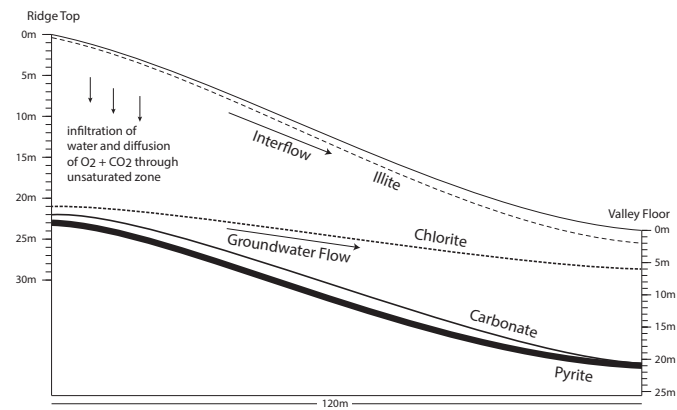 Ridge Top
0m
5m
10m
15m
20m
25m
30m
infiltration of
water and diffusion
of O2 + CO2 through
unsaturated zone
Interflow
Illite
Valley Floor
0m
5m
10m
15m
20m
25m
Chlorite
Groundwater Flow
Carbonate
Pyrite
120m